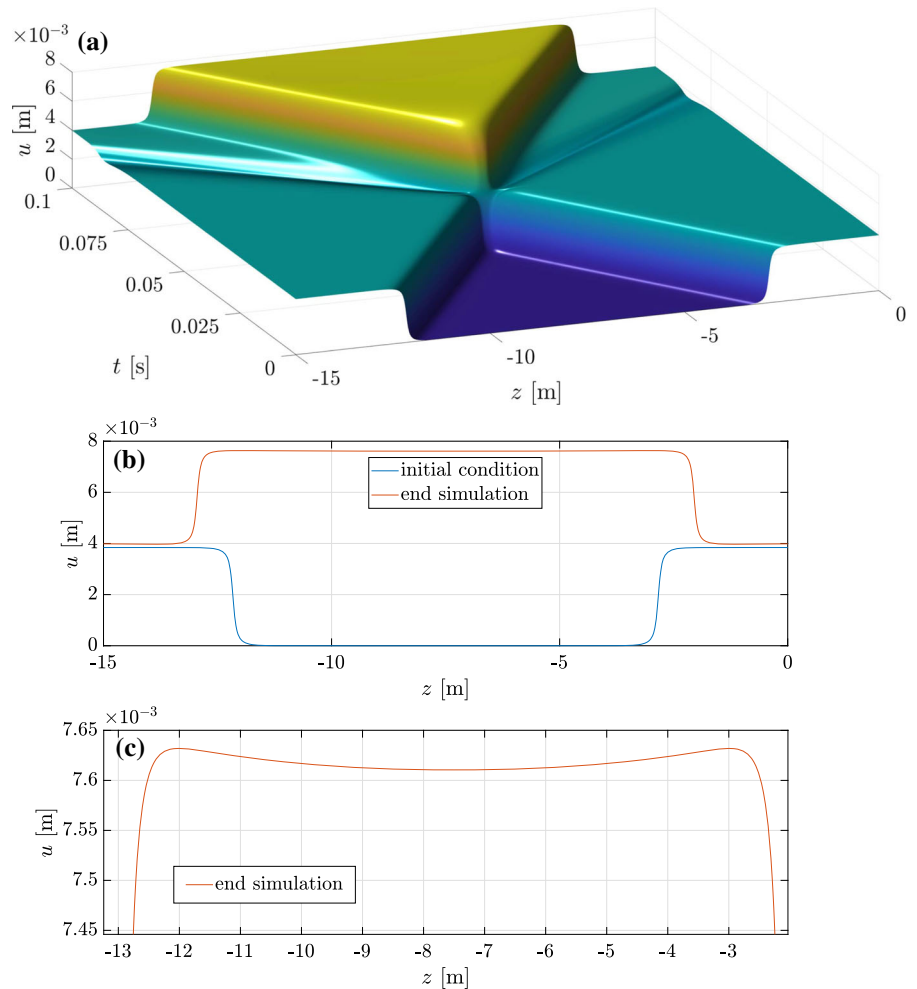 ×10⁻³
(a)
8
6
4
2
0
u [m]
0.1
0.075
0.05
0.025
0
t [s]
-15
-10
-5
0
z [m]
×10⁻³
(b)
8
6
4
2
0
u [m]
initial condition
end simulation
-15
-10
-5
0
z [m]
×10⁻³
(c)
7.65
7.6
7.55
7.5
7.45
u [m]
end simulation
-13 -12 -11 -10 -9 -8 -7 -6 -5 -4 -3
z [m]